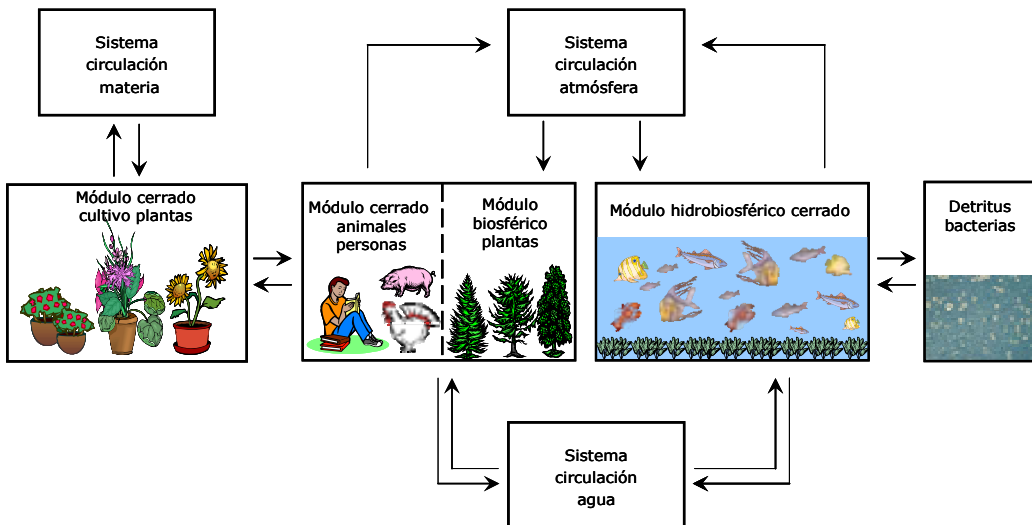 Sistema
circulación
materia
Sistema
circulación
atmósfera
Módulo cerrado
cultivo plantas
Módulo cerrado
animales
personas
Módulo
biosférico
plantas
Módulo hidrobiosférico cerrado
Detritus
bacterias
Sistema
circulación
agua